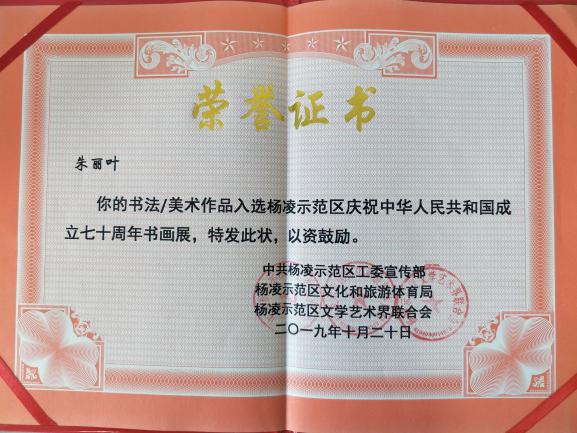 荣誉证书
朱丽叶
你的书法/美术作品入选杨凌示范区庆祝中华人民共和国成
立七十周年书画展，特发此状，以资鼓励。
中共杨凌示范区工委宣传部
杨凌示范区文化和旅游体育局
杨凌示范区文学艺术界联合会
二〇一九年十月二十日